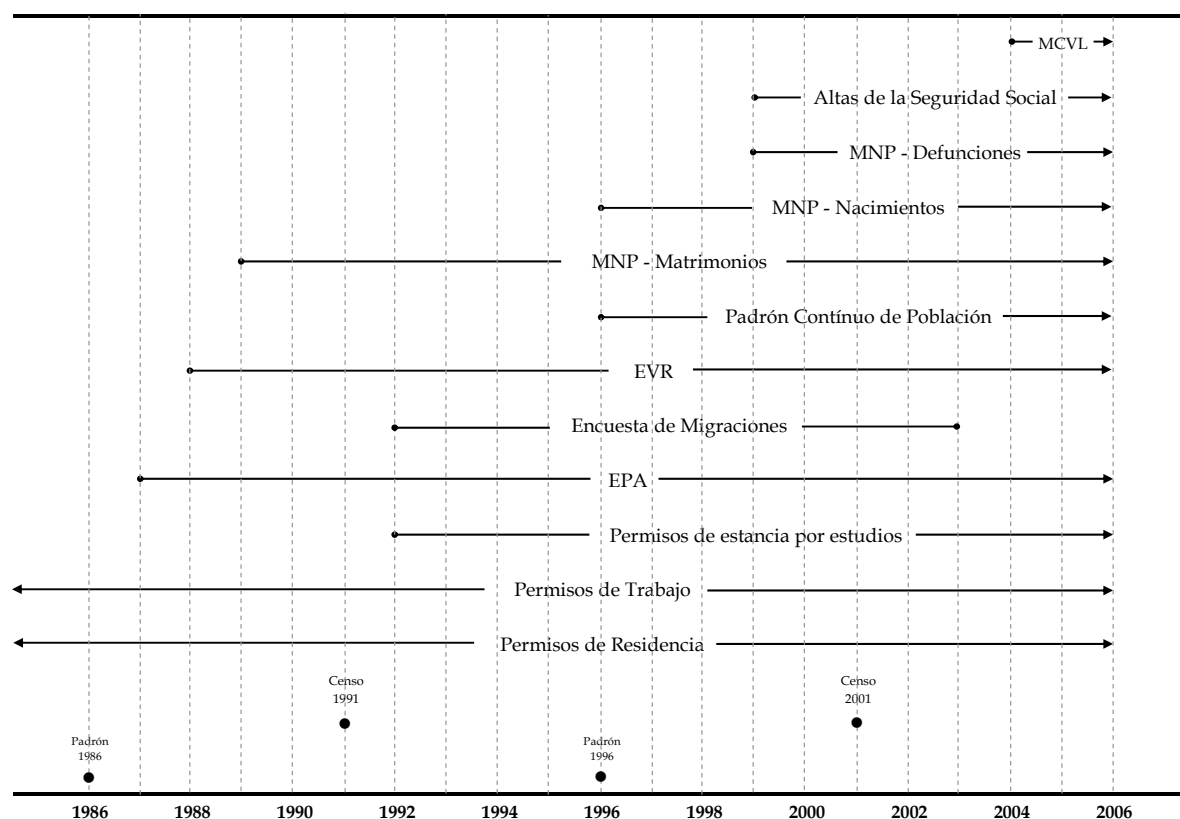 MCVL
Altas de la Seguridad Social
MNP - Defunciones
MNP - Nacimientos
MNP - Matrimonios
Padrón Contínuo de Población
EVR
Encuesta de Migraciones
EPA
Permisos de estancia por estudios
Permisos de Trabajo
Permisos de Residencia
Censo
1991
Censo
2001
Padrón
1986
Padrón
1996
1986 1988 1990 1992 1994 1996 1998 2000 2002 2004 2006